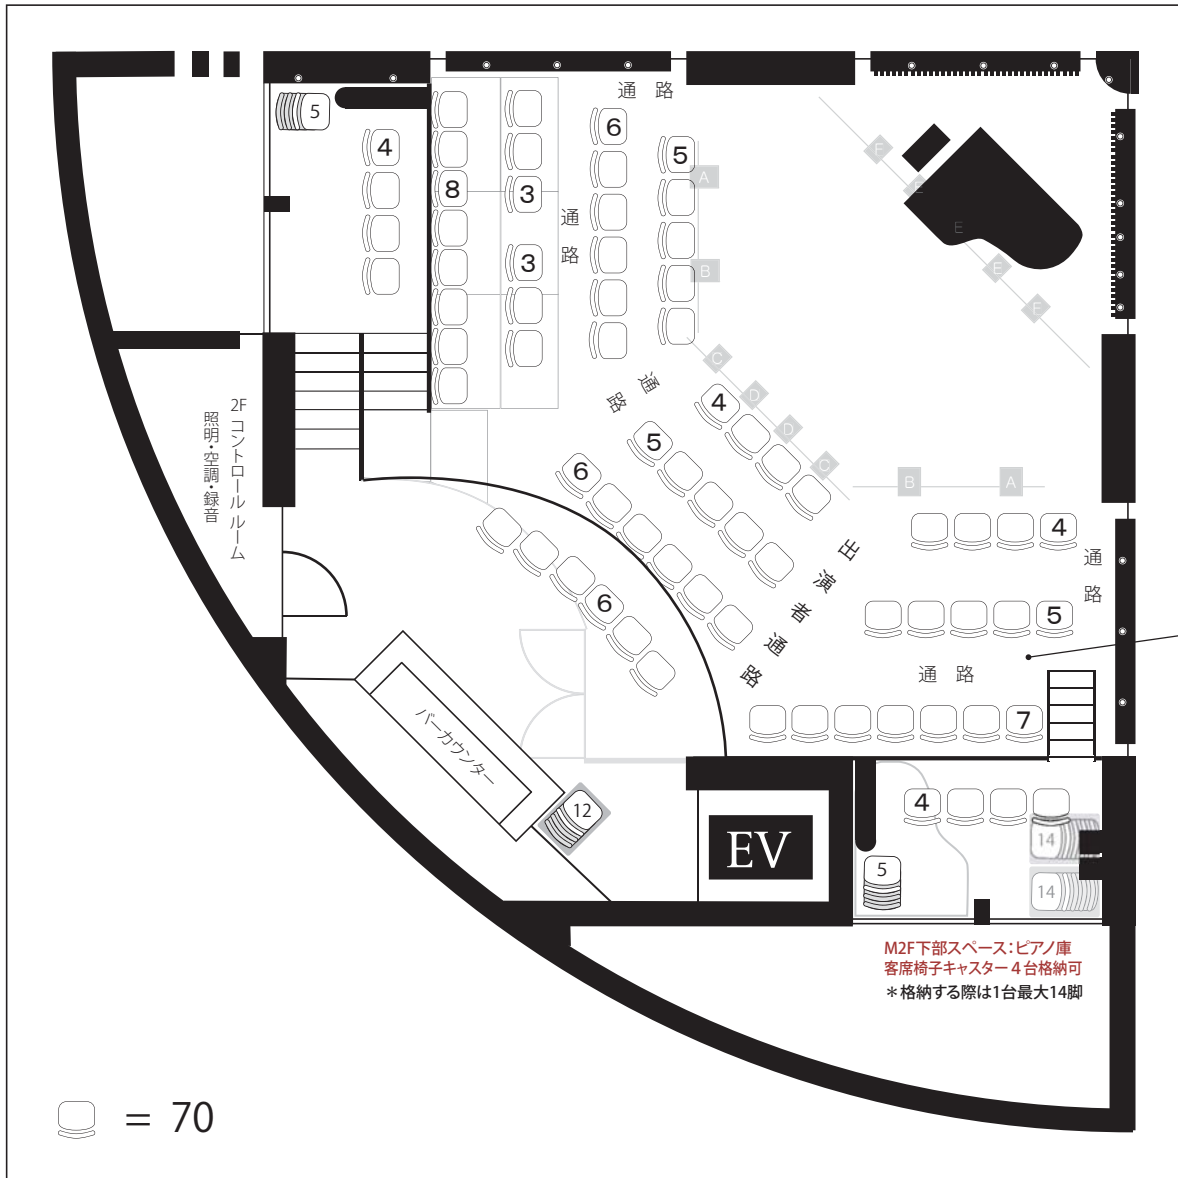 通 路
5
6
4
5
8
3
通路
3
A
B
F
E
E
E
F
C
D
D
C
通路
4
5
6
6
B
A
4
通路
5
出演者通路
通 路
7
2F コントロール ルーム
照明・空調・録音
バーカウンター
12
EV
4
14
5
14
M2F下部スペース：ピアノ庫
客席椅子キャスター４台格納可
＊格納する際は1台最大14脚
= 70